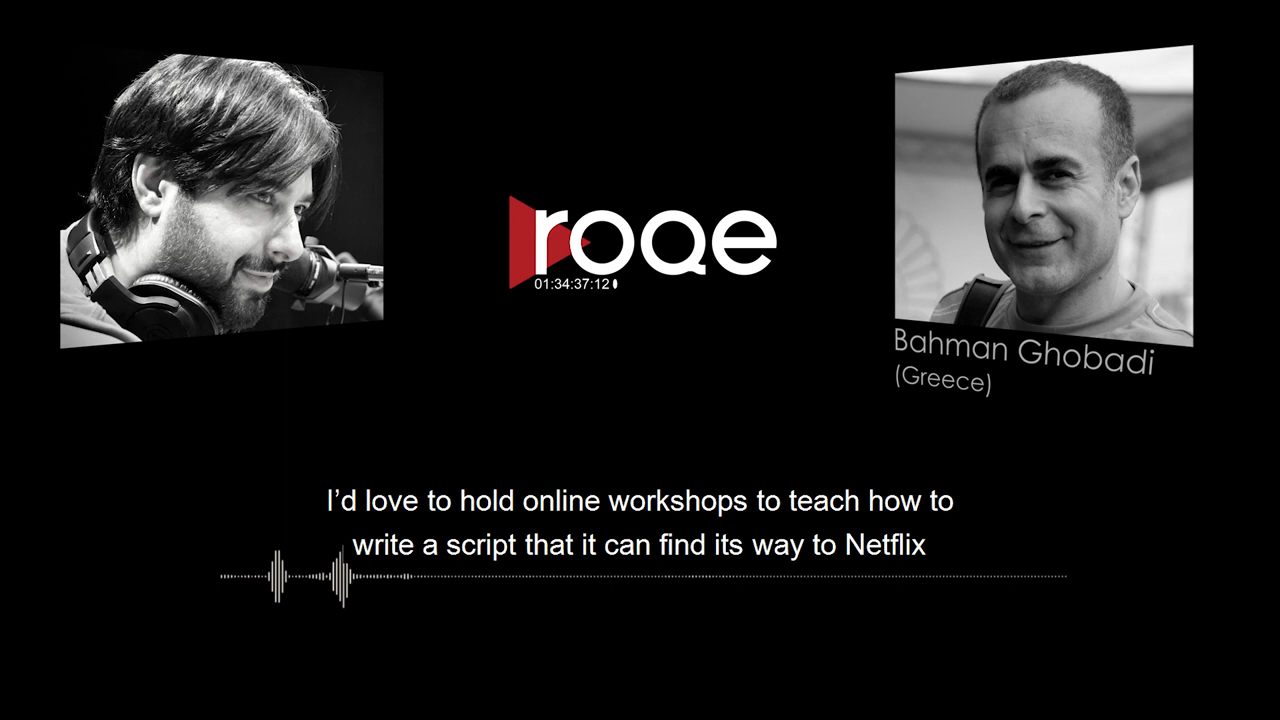 roqe
01:34:37:12
Bahman Ghobadi
(Greece)
I’d love to hold online workshops to teach how to
write a script that it can find its way to Netflix